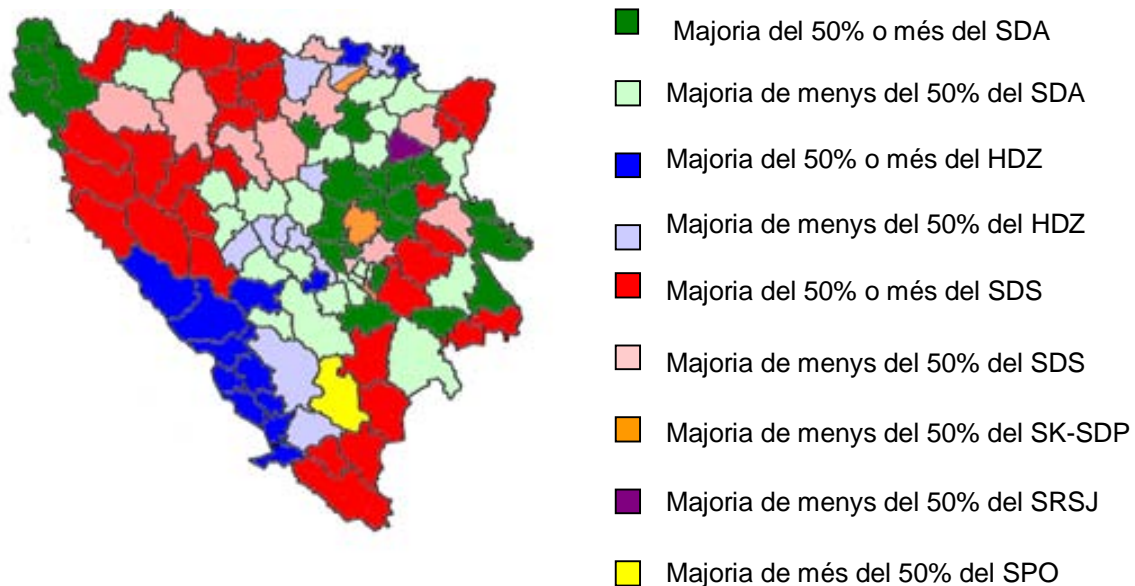 Majoria del 50% o més del SDA
Majoria de menys del 50% del SDA
Majoria del 50% o més del HDZ
Majoria de menys del 50% del HDZ
Majoria del 50% o més del SDS
Majoria de menys del 50% del SDS
Majoria de menys del 50% del SK-SDP
Majoria de menys del 50% del SRSJ
Majoria de més del 50% del SPO